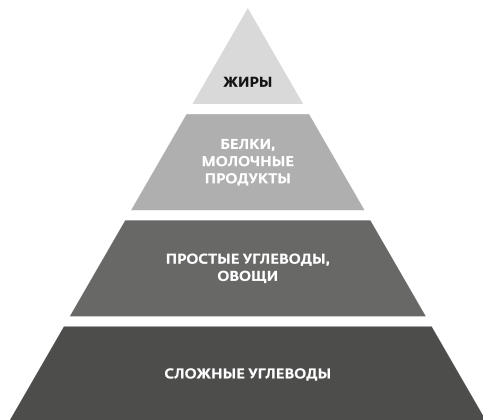 ЖИРЫ
БЕЛКИ,
МОЛОЧНЫЕ
ПРОДУКТЫ
ПРОСТЫЕ УГЛЕВОДЫ,
ОВОЩИ
СЛОЖНЫЕ УГЛЕВОДЫ